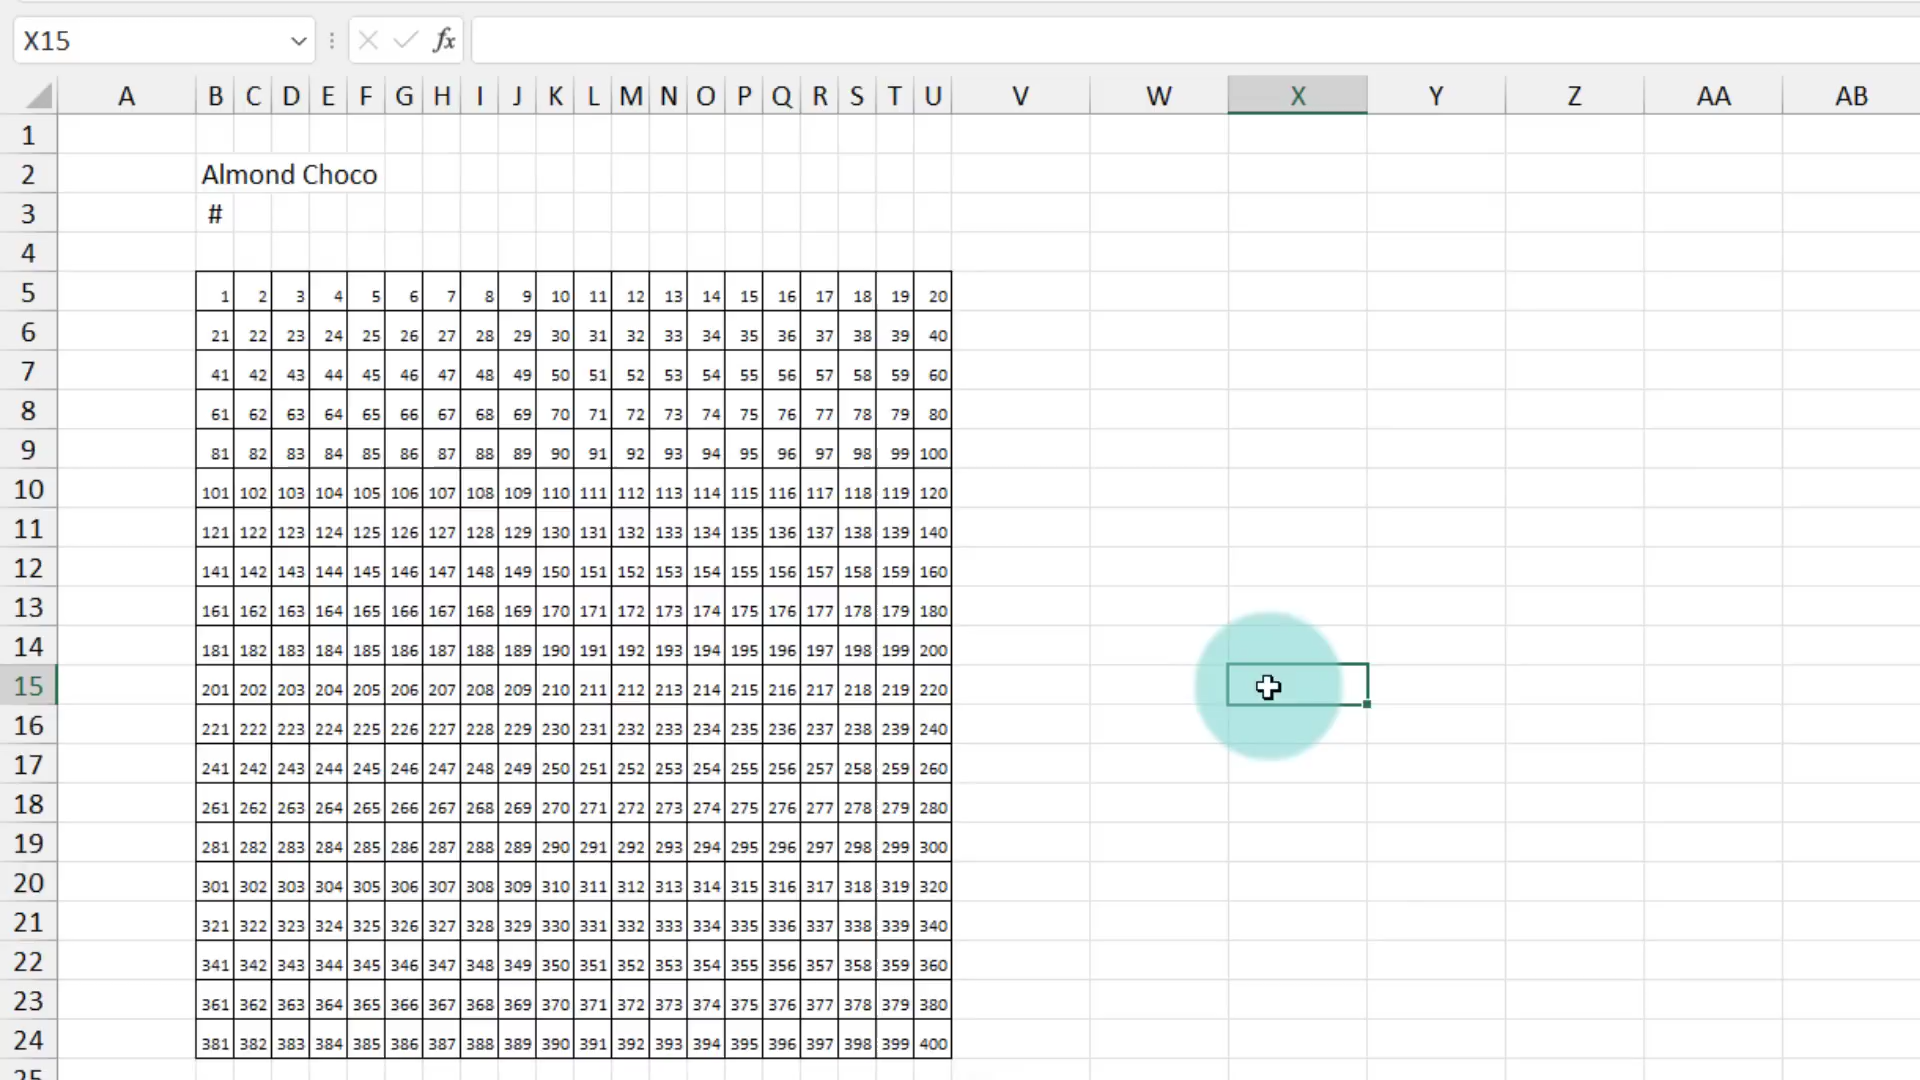 X15 fx
A B C D E F G H I J K L M N O P Q R S T U V W X Y Z AA AB
1
2 Almond Choco
3 #
4
5 1 2 3 4 5 6 7 8 9 10 11 12 13 14 15 16 17 18 19 20
6 21 22 23 24 25 26 27 28 29 30 31 32 33 34 35 36 37 38 39 40
7 41 42 43 44 45 46 47 48 49 50 51 52 53 54 55 56 57 58 59 60
8 61 62 63 64 65 66 67 68 69 70 71 72 73 74 75 76 77 78 79 80
9 81 82 83 84 85 86 87 88 89 90 91 92 93 94 95 96 97 98 99 100
10 101 102 103 104 105 106 107 108 109 110 111 112 113 114 115 116 117 118 119 120
11 121 122 123 124 125 126 127 128 129 130 131 132 133 134 135 136 137 138 139 140
12 141 142 143 144 145 146 147 148 149 150 151 152 153 154 155 156 157 158 159 160
13 161 162 163 164 165 166 167 168 169 170 171 172 173 174 175 176 177 178 179 180
14 181 182 183 184 185 186 187 188 189 190 191 192 193 194 195 196 197 198 199 200
15 201 202 203 204 205 206 207 208 209 210 211 212 213 214 215 216 217 218 219 220
16 221 222 223 224 225 226 227 228 229 230 231 232 233 234 235 236 237 238 239 240
17 241 242 243 244 245 246 247 248 249 250 251 252 253 254 255 256 257 258 259 260
18 261 262 263 264 265 266 267 268 269 270 271 272 273 274 275 276 277 278 279 280
19 281 282 283 284 285 286 287 288 289 290 291 292 293 294 295 296 297 298 299 300
20 301 302 303 304 305 306 307 308 309 310 311 312 313 314 315 316 317 318 319 320
21 321 322 323 324 325 326 327 328 329 330 331 332 333 334 335 336 337 338 339 340
22 341 342 343 344 345 346 347 348 349 350 351 352 353 354 355 356 357 358 359 360
23 361 362 363 364 365 366 367 368 369 370 371 372 373 374 375 376 377 378 379 380
24 381 382 383 384 385 386 387 388 389 390 391 392 393 394 395 396 397 398 399 400
25